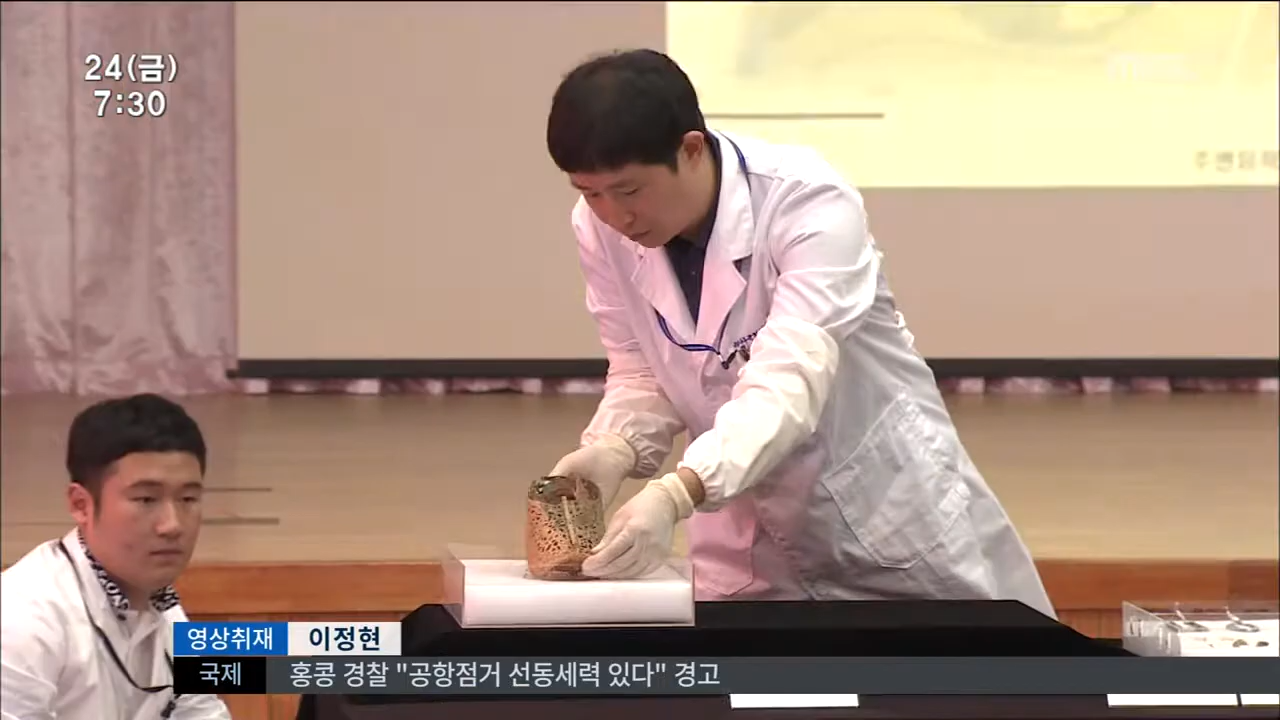 24(금)
7:30
영상취재 이정현
국제 홍콩 경찰 "공항점거 선동세력 있다" 경고